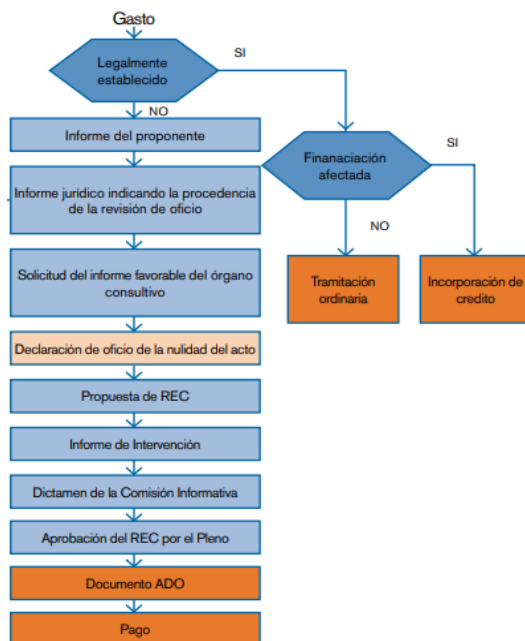 Gasto
Legalmente
establecido
SI
NO
Informe del proponente
Informe jurídico indicando la procedencia
de la revisión de oficio
Solicitud del informe favorable del órgano
consultivo
Declaración de oficio de la nulidad del acto
Propuesta de REC
Informe de Intervención
Dictamen de la Comisión Informativa
Aprobación del REC por el Pleno
Documento ADO
Pago
Finanaciación
afectada
SI
NO
Tramitación
ordinaria
Incorporación de
credito